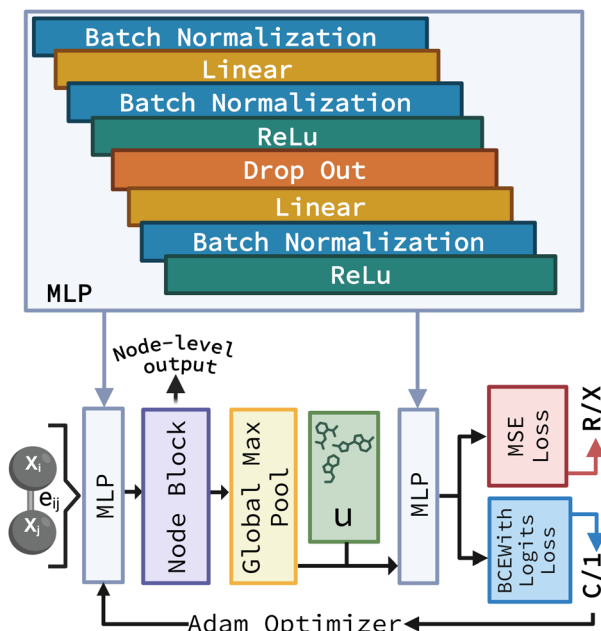 Batch Normalization
Linear
Batch Normalization
ReLu
Drop Out
Linear
Batch Normalization
ReLu
MLP
Node-level
output
Xi
eij
Xj
MLP
Node Block
Global Max
Pool
u
MLP
MSE
Loss
R/X
BCEWith
Logits
Loss
C/1
Adam Optimizer